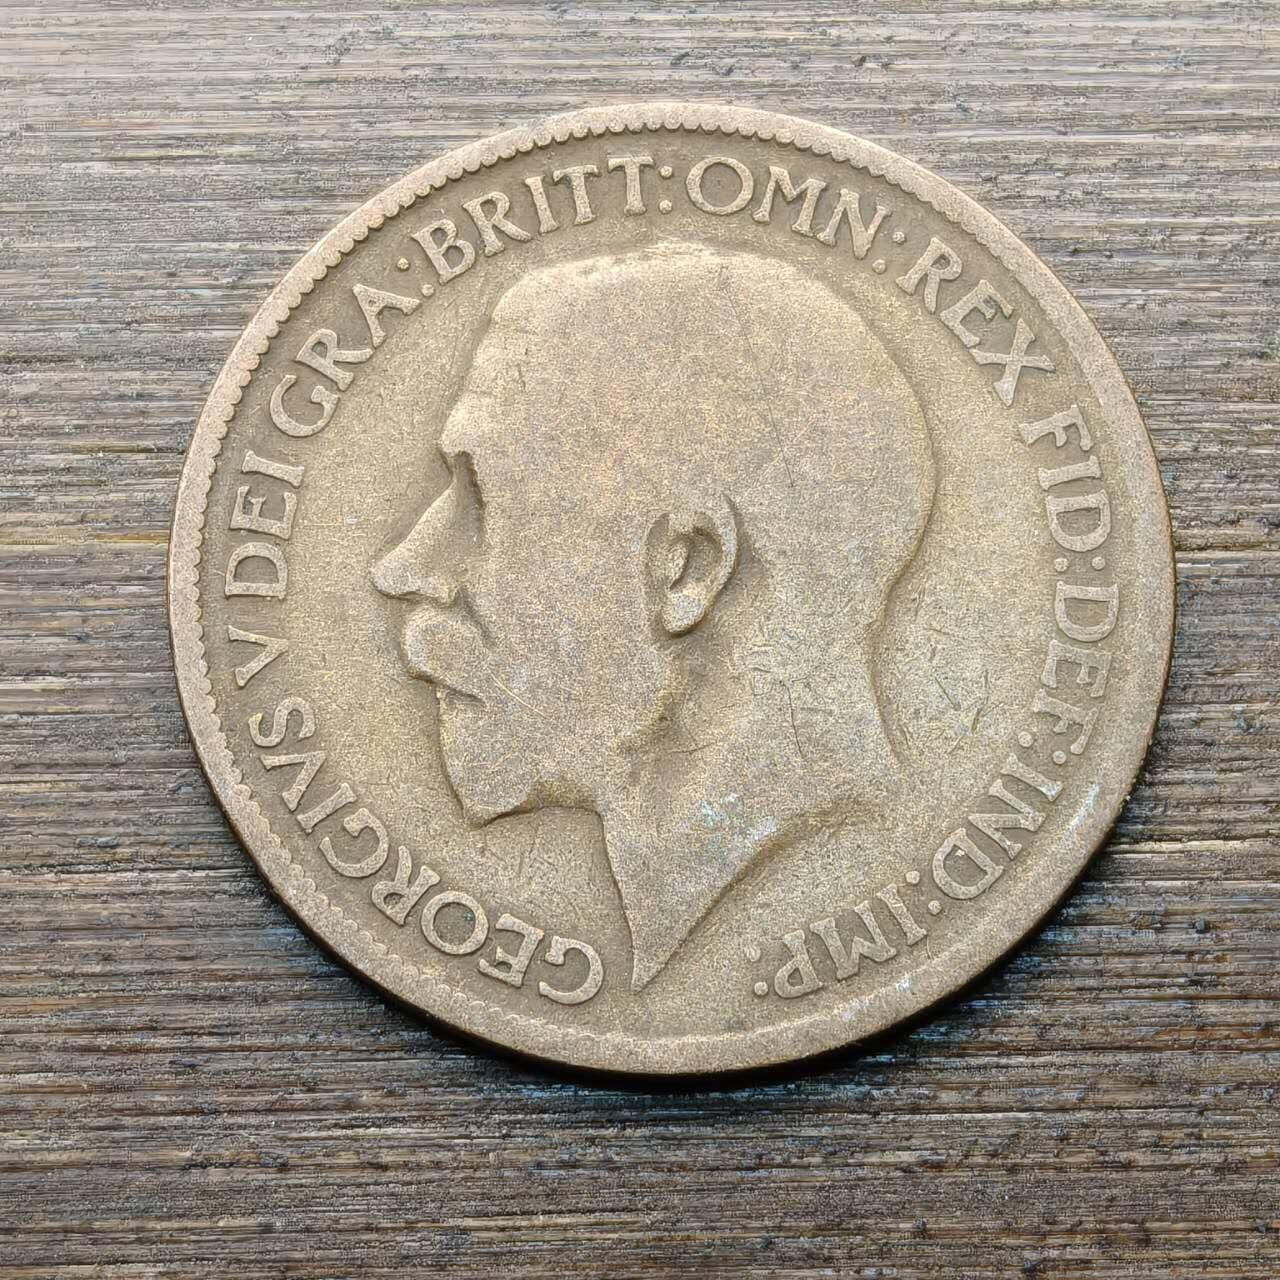 GEORGIVS V DEI GRA: BRITT: OMN: REX FID: DEF: IND: IMP: